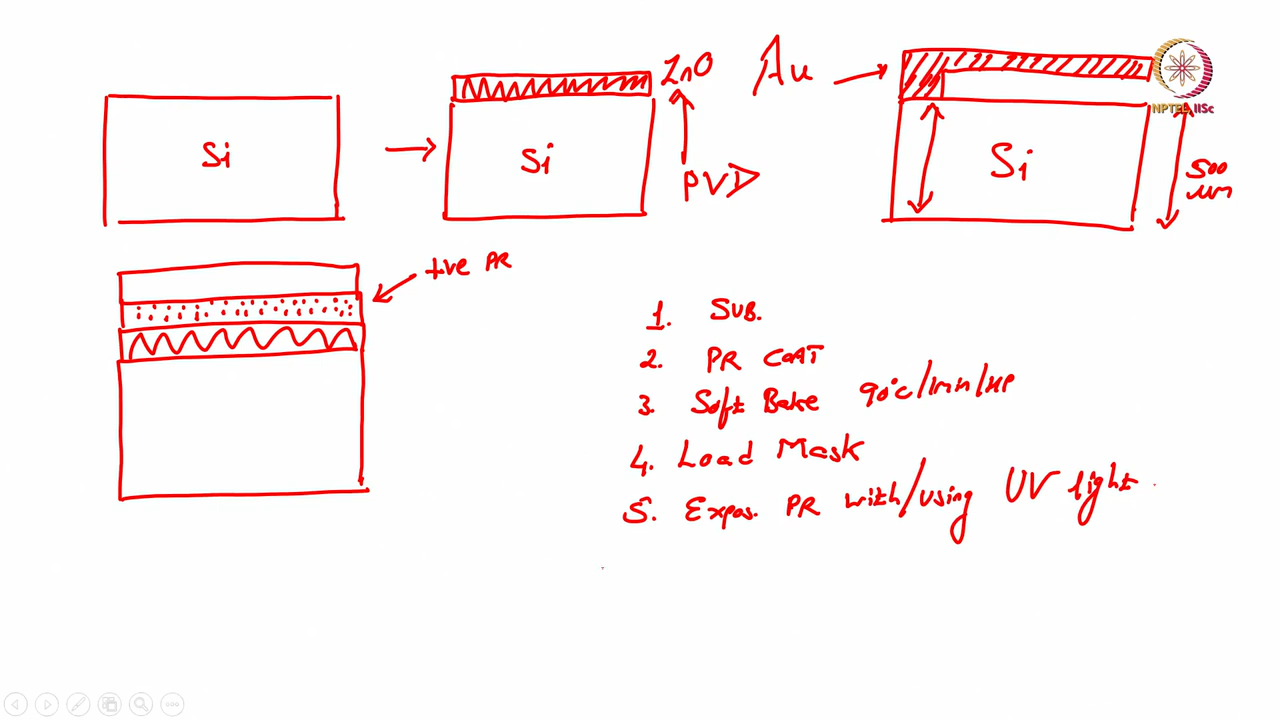 Si
Si
ZnO
PVD
Au
Si
500
µm
NPTEL IISc
+ve PR
1. SUB.
2. PR COAT
3. Soft Bake 90°c/1min/HP
4. Load Mask
5. Expos. PR with/using UV light